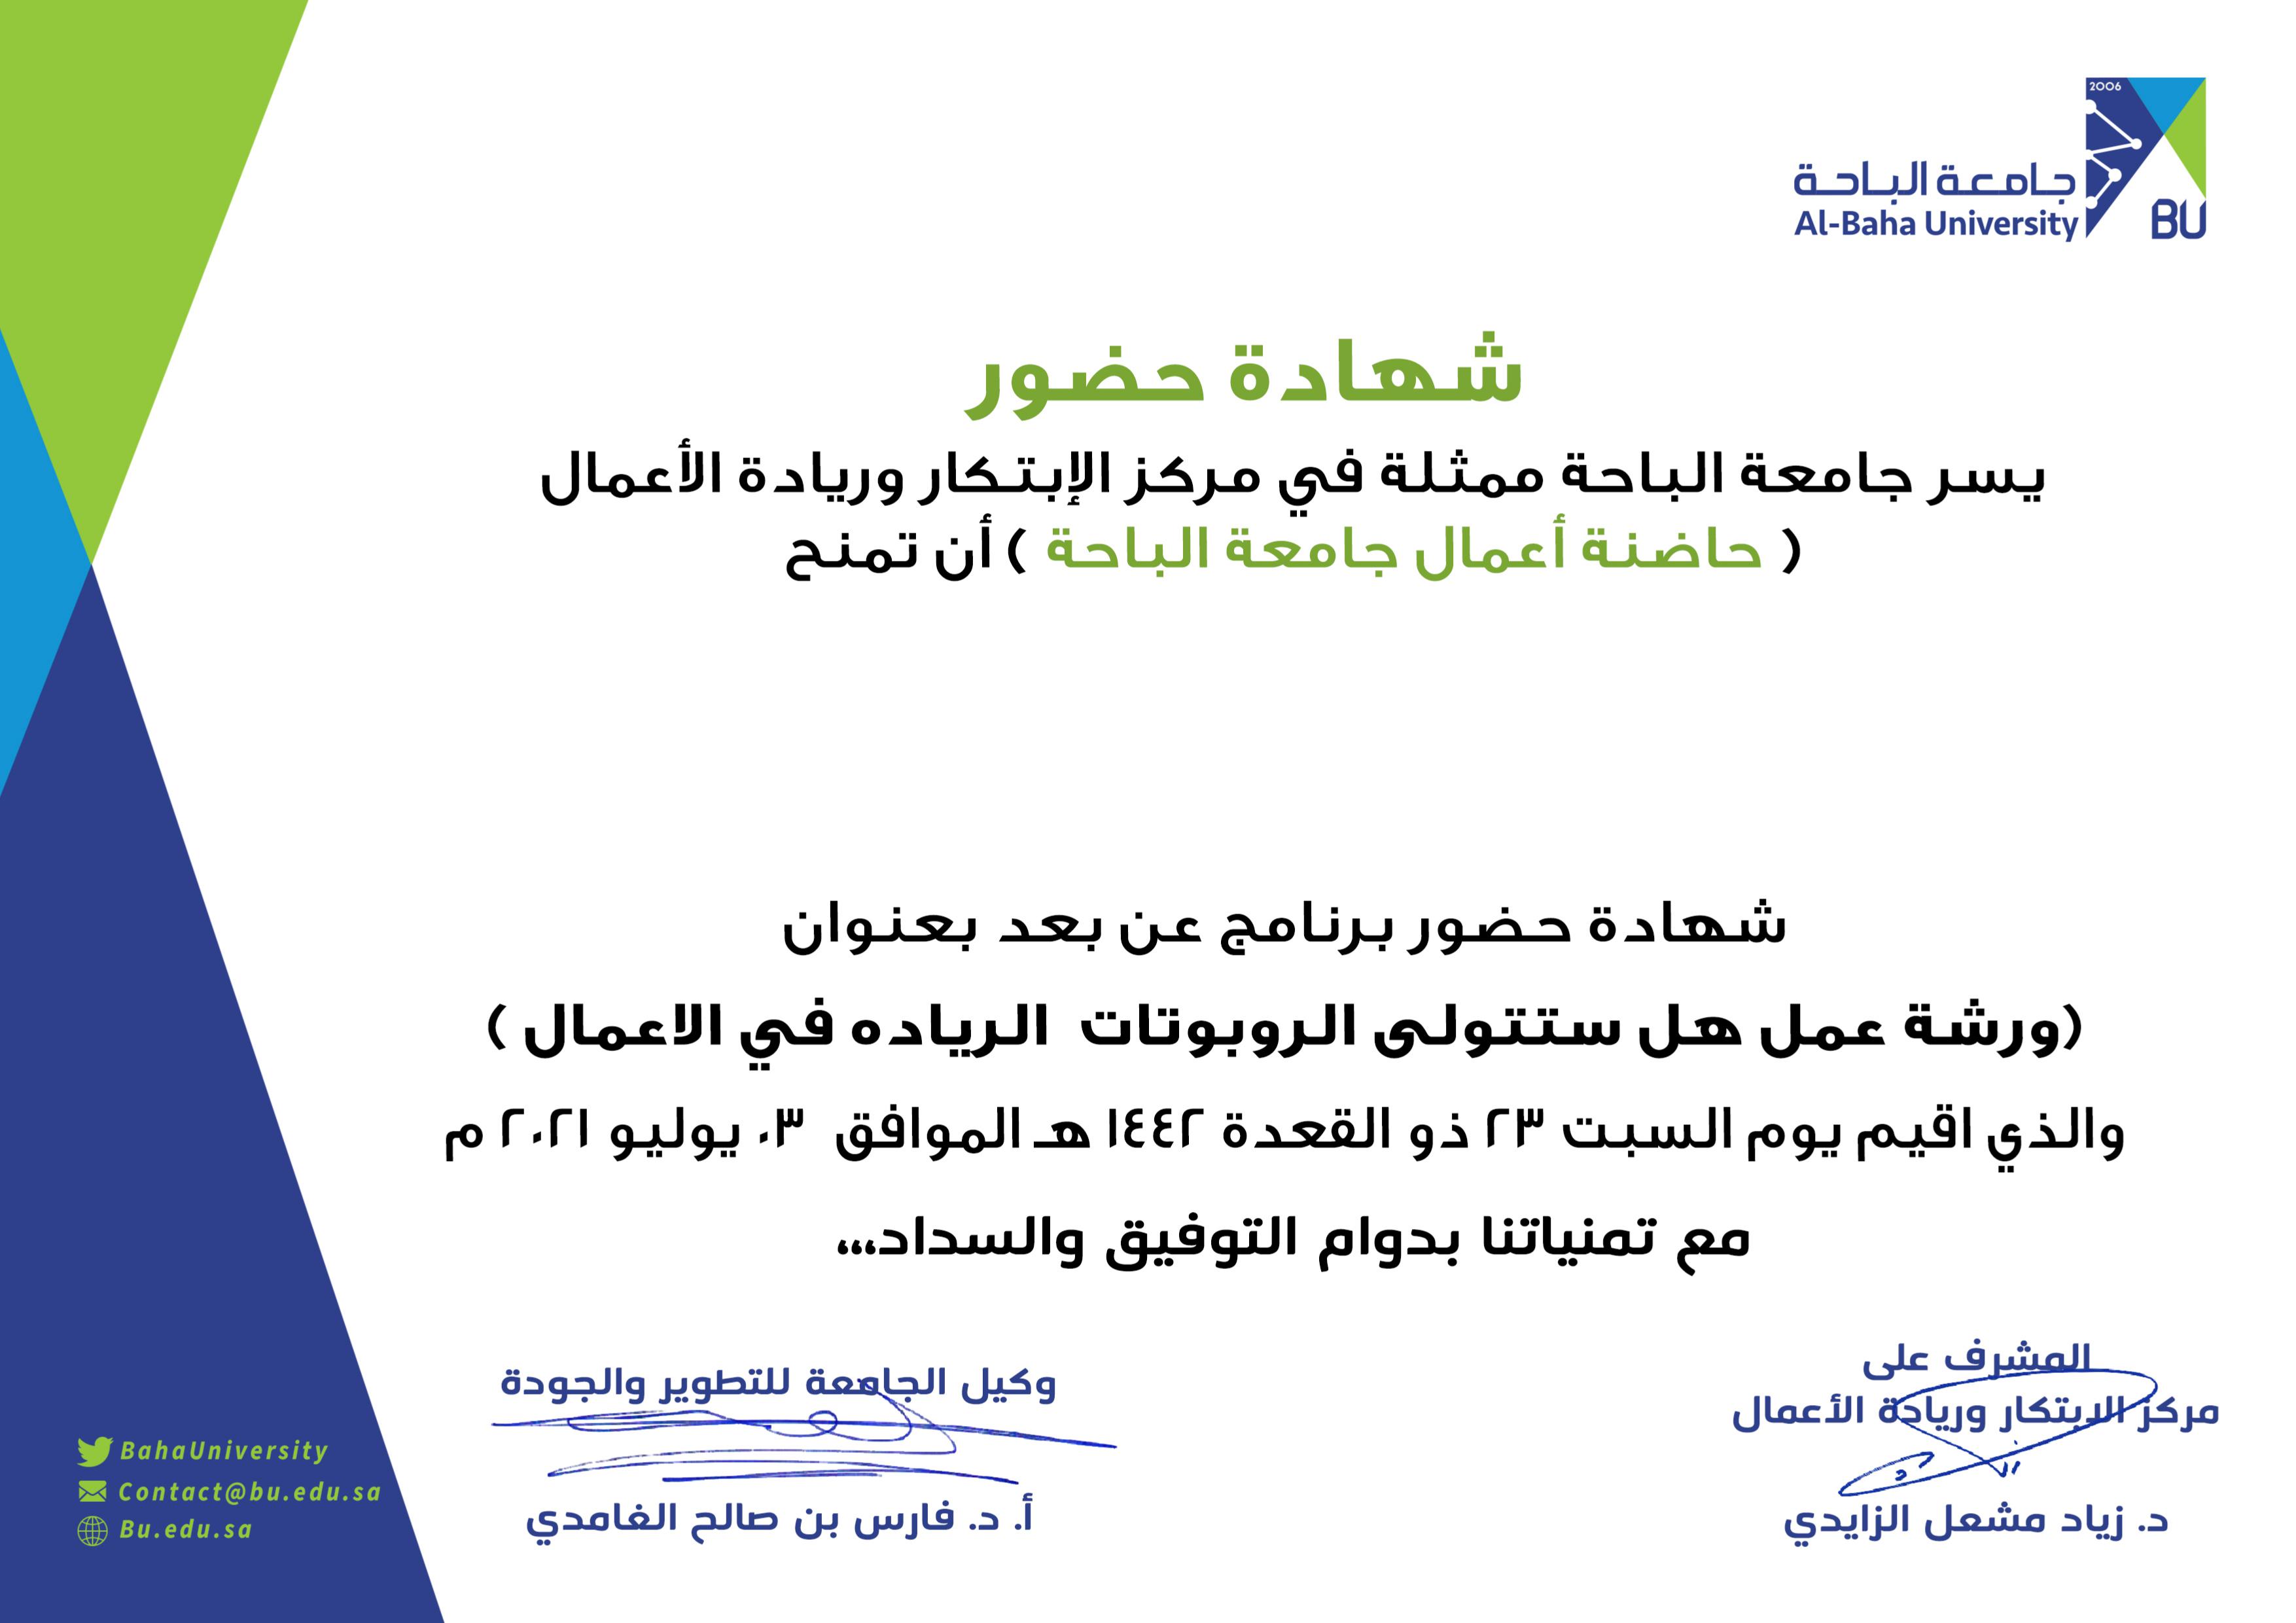 2006
جامعة الباحة
Al-Baha University
BU
شهادة حضور
يسر جامعة الباحة ممثلة في مركز الإبتكار وريادة الأعمال
( حاضنة أعمال جامعة الباحة ) أن تمنح
شهادة حضور برنامج عن بعد بعنوان
(ورشة عمل هل ستتولى الروبوتات الرياده في الاعمال )
والذي اقيم يوم السبت ٢٣ ذو القعدة ١٤٤٢ هـ الموافق ٠٣ يوليو ٢٠٢١ م
مع تمنياتنا بدوام التوفيق والسداد،،،
المشرف على
مركز الابتكار وريادة الأعمال
د. زياد مشعل الزايدي
وكيل الجامعة للتطوير والجودة
أ. د. فارس بن صالح الغامدي
BahaUniversity
Contact@bu.edu.sa
Bu.edu.sa